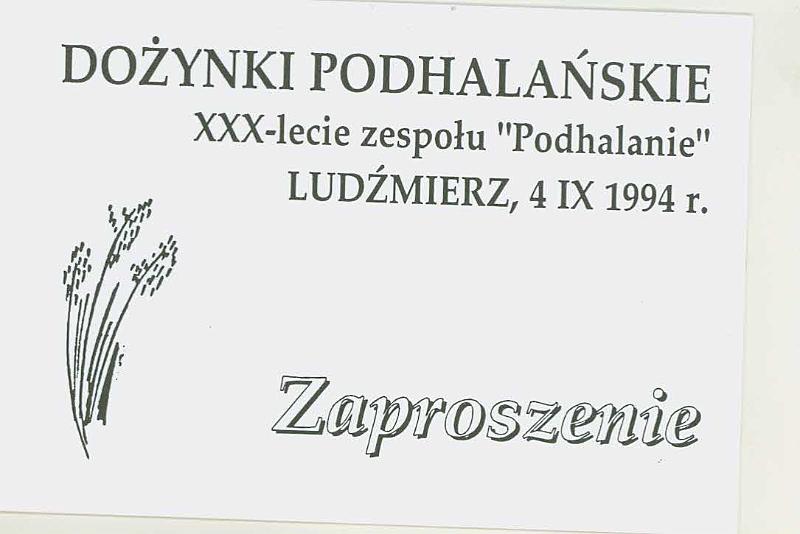 DOŻYNKI PODHALAŃSKIE
XXX-lecie zespołu "Podhalanie"
LUDŹMIERZ, 4 IX 1994 r.
Zaproszenie